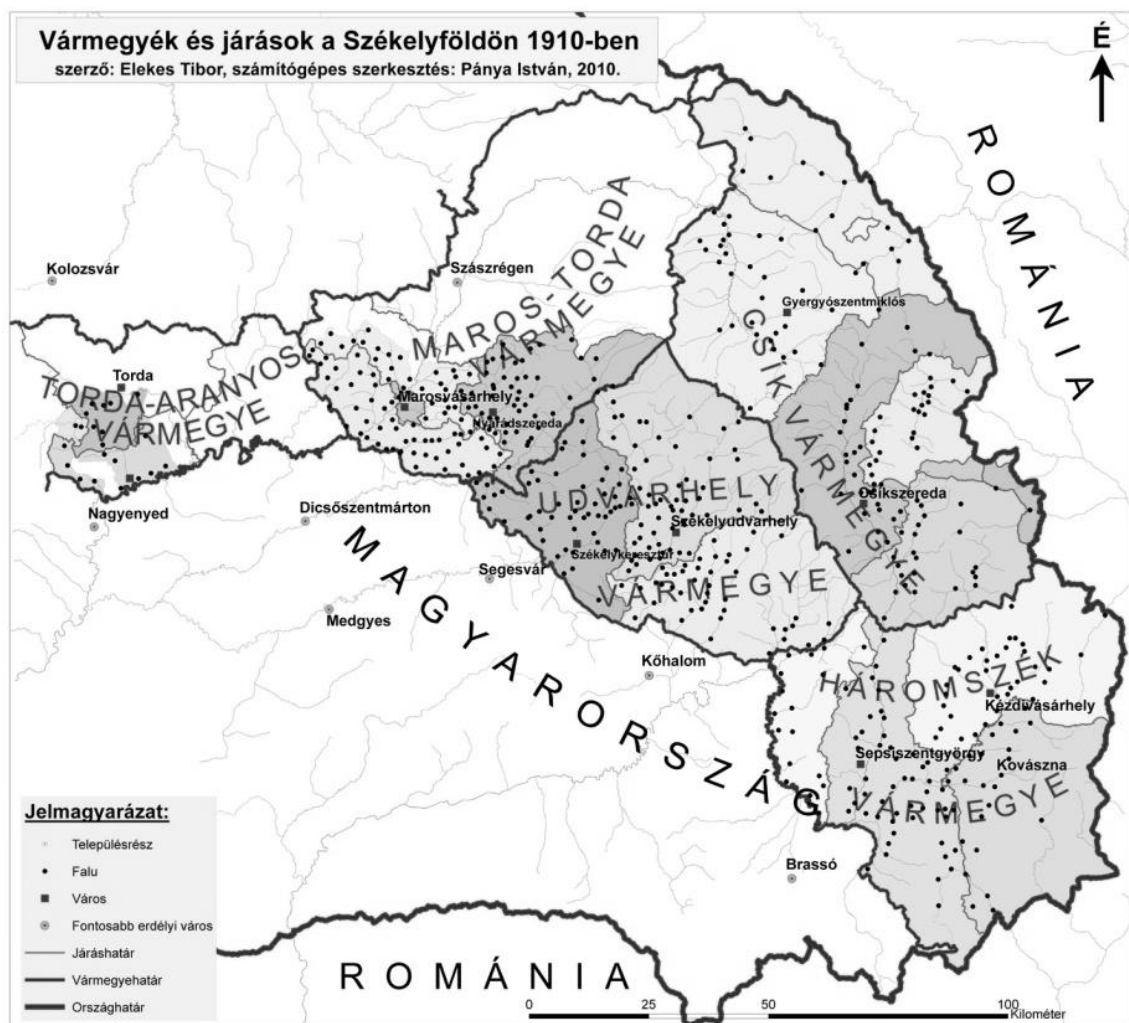 Vármegyék és járások a Székelyföldön 1910-ben
szerző: Elekes Tibor, számítógépes szerkesztés: Pánya István, 2010.
É
ROMÁNIA
Kolozsvár
Szászrégen
MAROS-TORDA
VÁRMEGYE
Gyergyószentmiklós
CSÍK VÁRMEGYE
Torda
TORDA-ARANYOS
VÁRMEGYE
Marosvásárhely
Nyárádszereda
Nagyenyed
Dicsőszentmárton
UDVARHELY
VÁRMEGYE
Székelyudvarhely
Székelykeresztúr
Csíkszereda
Segesvár
Medgyes
MAGYARORSZÁG
Kőhalom
HÁROMSZÉK
VÁRMEGYE
Kézdivásárhely
Sepsiszentgyörgy
Kovászna
Brassó
ROMÁNIA
Jelmagyarázat:
Településrész
Falu
Város
Fontosabb erdélyi város
Járáshatár
Vármegyehatár
Országhatár
0 25 50 100
Kilométer